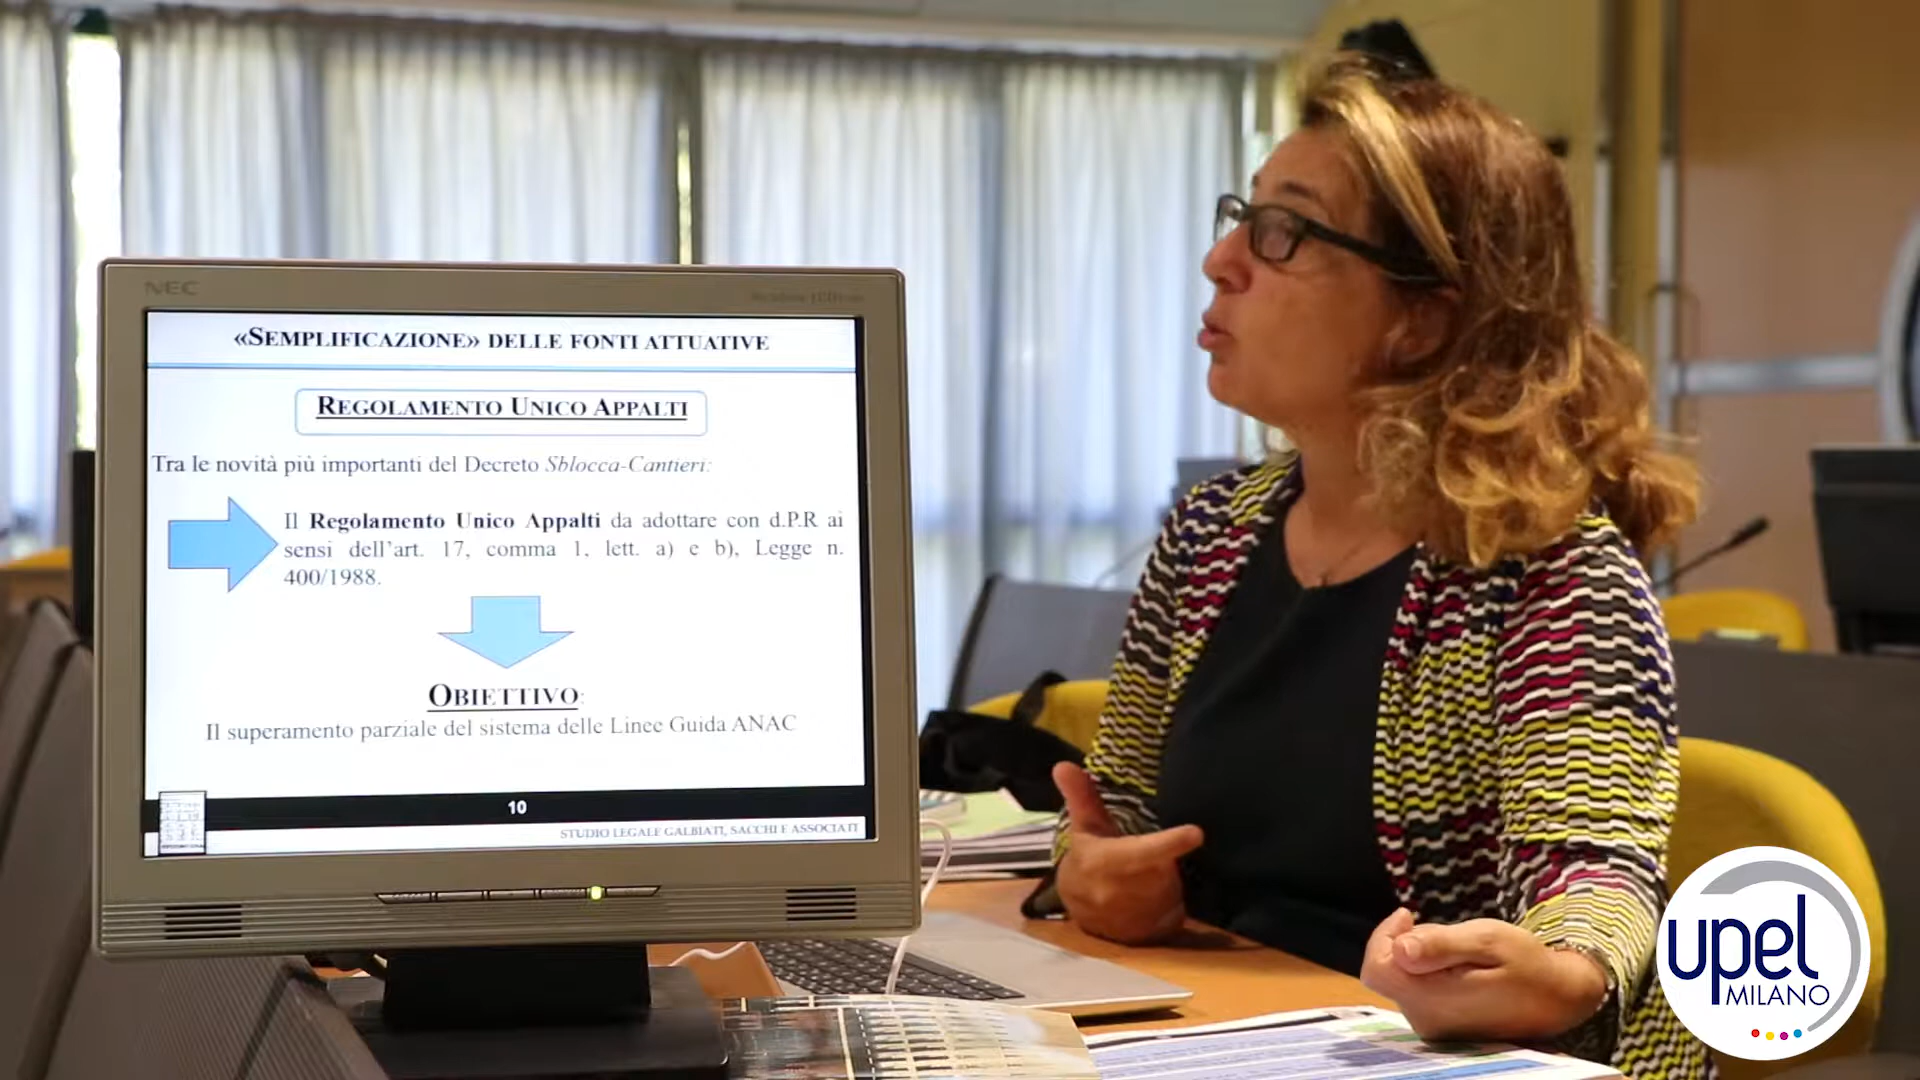 NEC
«SEMPLIFICAZIONE» DELLE FONTI ATTUATIVE
REGOLAMENTO UNICO APPALTI
Tra le novità più importanti del Decreto Sblocca-Cantieri:
Il Regolamento Unico Appalti da adottare con d.P.R ai
sensi dell'art. 17, comma 1, lett. a) e b), Legge n.
400/1988.
OBIETTIVO:
Il superamento parziale del sistema delle Linee Guida ANAC
10
STUDIO LEGALE GALBIATI, SACCHI E ASSOCIATI
upel
MILANO